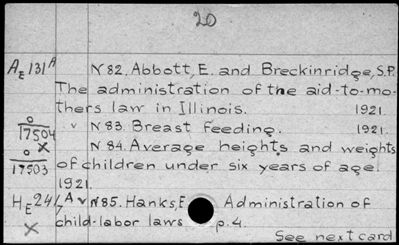 20
A E 131 A N 82. Abbott, E. and Breckinridge, S.P.
The administration of the aid-to-mo-
thers law in Illinois. 1921.
0
17504 v N 83. Breast feeding. 1921.
x N 84. Average heights and weights
0
17503 of children under six years of age.
1921.
H E 241 A v N 85. Hanks, E Administration of
x child-labor laws p. 4.
See next card